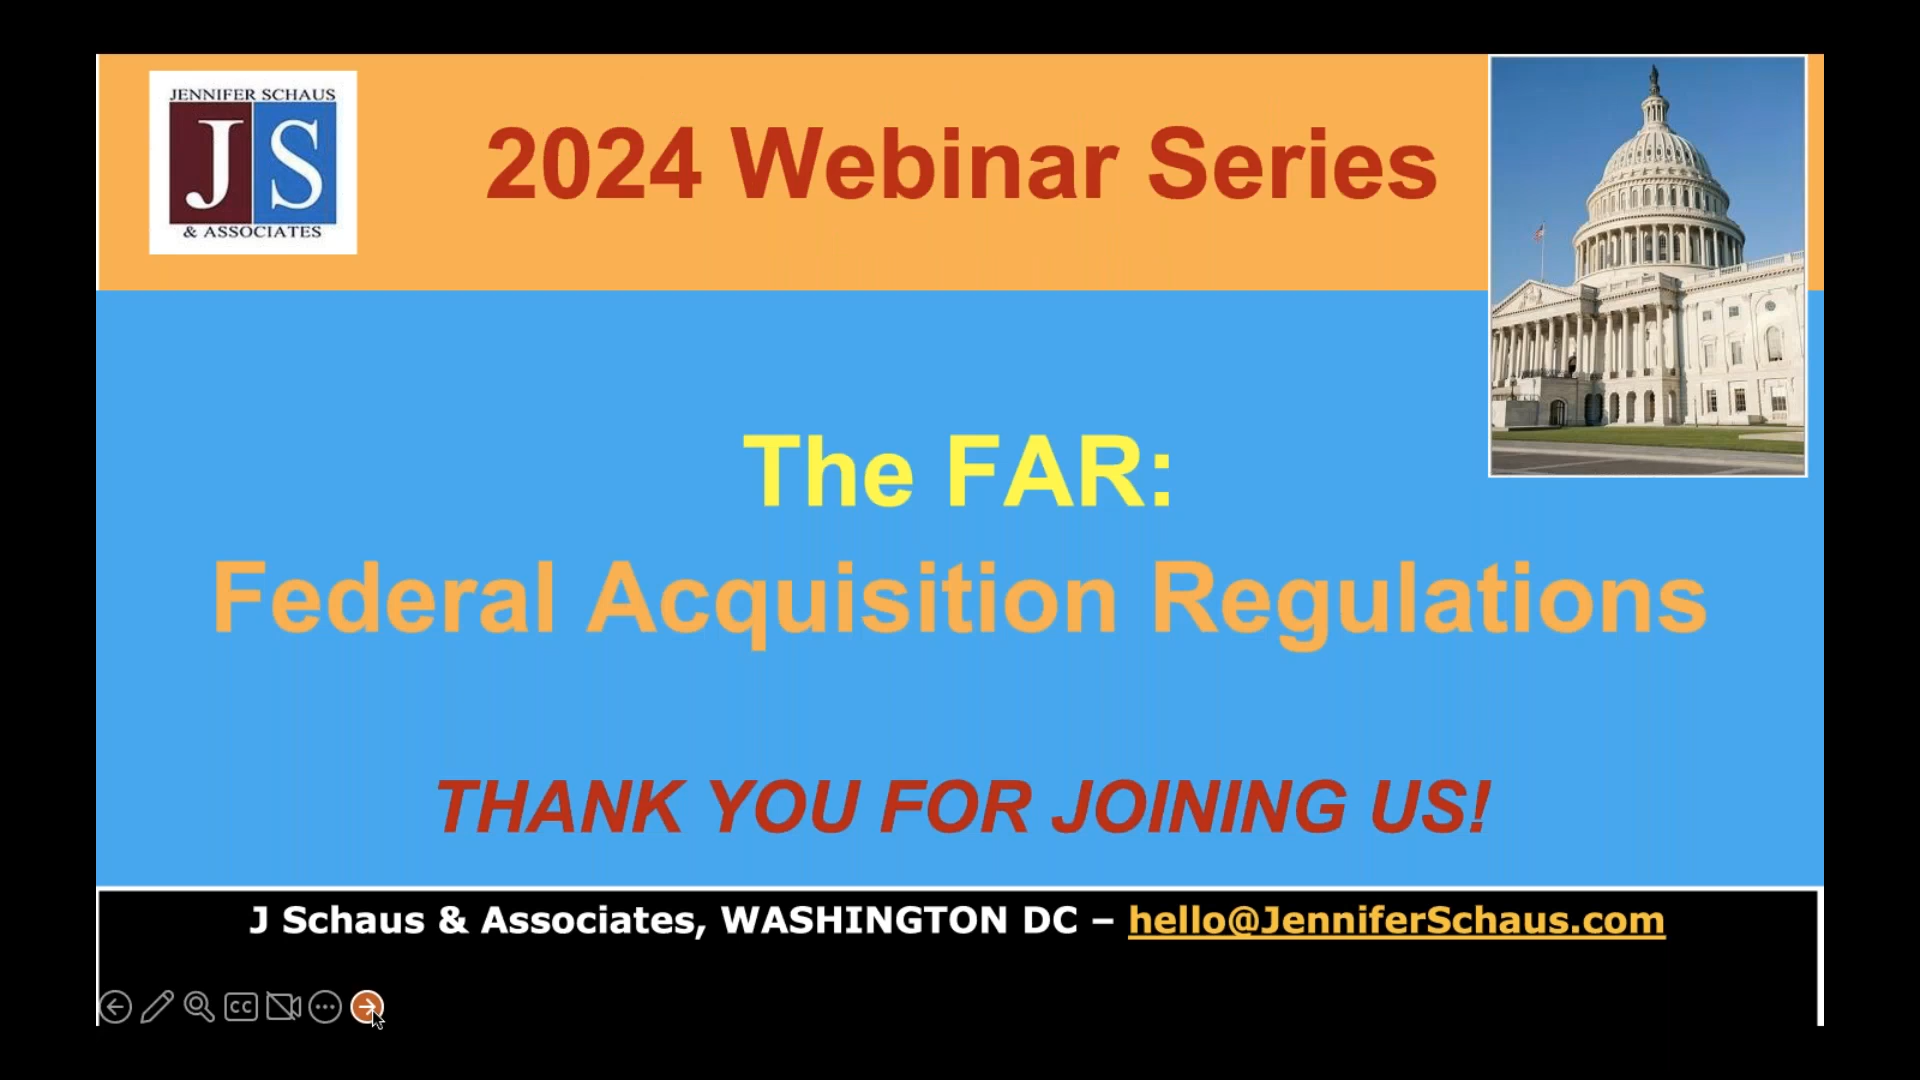 JENNIFER SCHAUS
JS
& ASSOCIATES
2024 Webinar Series
The FAR:
Federal Acquisition Regulations
THANK YOU FOR JOINING US!
J Schaus & Associates, WASHINGTON DC – hello@JenniferSchaus.com
CC